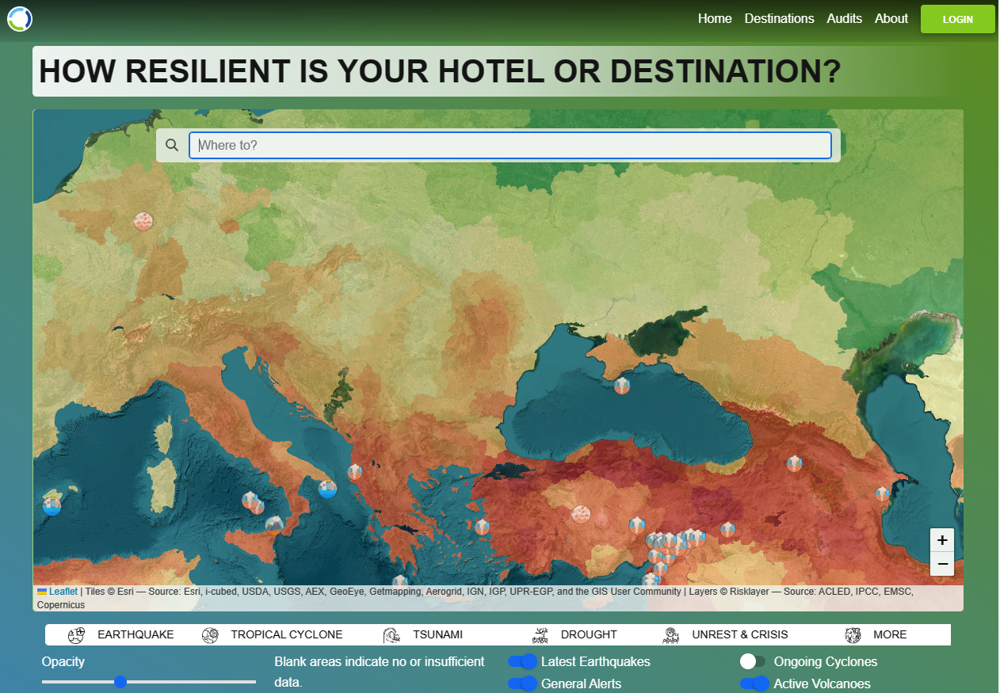 Home Destinations Audits About LOGIN
HOW RESILIENT IS YOUR HOTEL OR DESTINATION?
Where to?
+
−
Leaflet | Tiles © Esri — Source: Esri, i-cubed, USDA, USGS, AEX, GeoEye, Getmapping, Aerogrid, IGN, IGP, UPR-EGP, and the GIS User Community | Layers © Risklayer — Source: ACLED, IPCC, EMSC,
Copernicus
EARTHQUAKE TROPICAL CYCLONE TSUNAMI DROUGHT UNREST & CRISIS MORE
Opacity
Blank areas indicate no or insufficient
data.
Latest Earthquakes
General Alerts
Ongoing Cyclones
Active Volcanoes